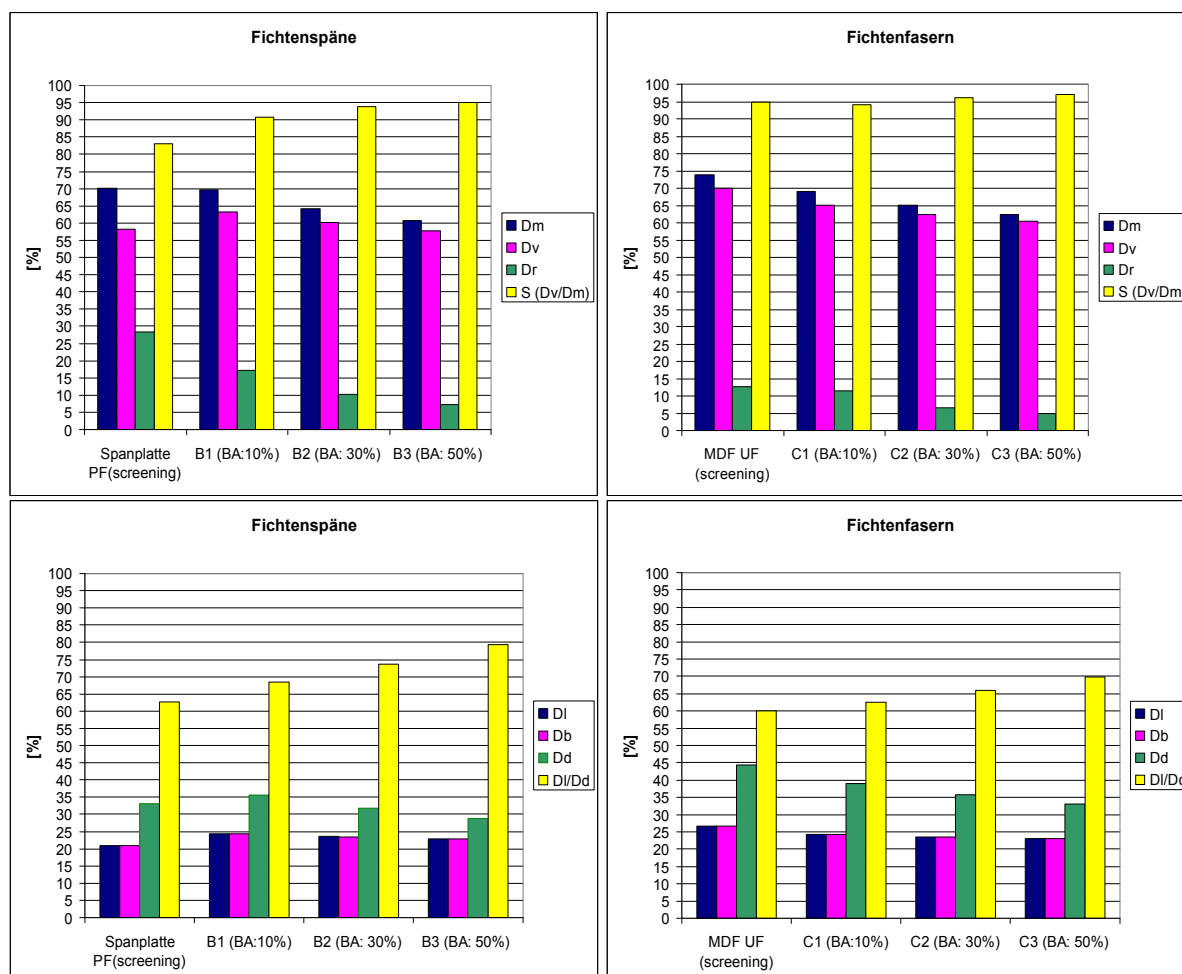 Fichtenspäne
100
95
90
85
80
75
70
65
60
55
50
45
40
35
30
25
20
15
10
5
0
[%]
Spanplatte PF(screening)
B1 (BA:10%)
B2 (BA: 30%)
B3 (BA: 50%)
Dm
Dv
Dr
S (Dv/Dm)
Fichtenfasern
100
95
90
85
80
75
70
65
60
55
50
45
40
35
30
25
20
15
10
5
0
[%]
MDF UF (screening)
C1 (BA:10%)
C2 (BA: 30%)
C3 (BA: 50%)
Dm
Dv
Dr
S (Dv/Dm)
Fichtenspäne
100
95
90
85
80
75
70
65
60
55
50
45
40
35
30
25
20
15
10
5
0
[%]
Spanplatte PF(screening)
B1 (BA:10%)
B2 (BA: 30%)
B3 (BA: 50%)
Dl
Db
Dd
Dl/Dd
Fichtenfasern
100
95
90
85
80
75
70
65
60
55
50
45
40
35
30
25
20
15
10
5
0
[%]
MDF UF (screening)
C1 (BA:10%)
C2 (BA: 30%)
C3 (BA: 50%)
Dl
Db
Dd
Dl/Dd